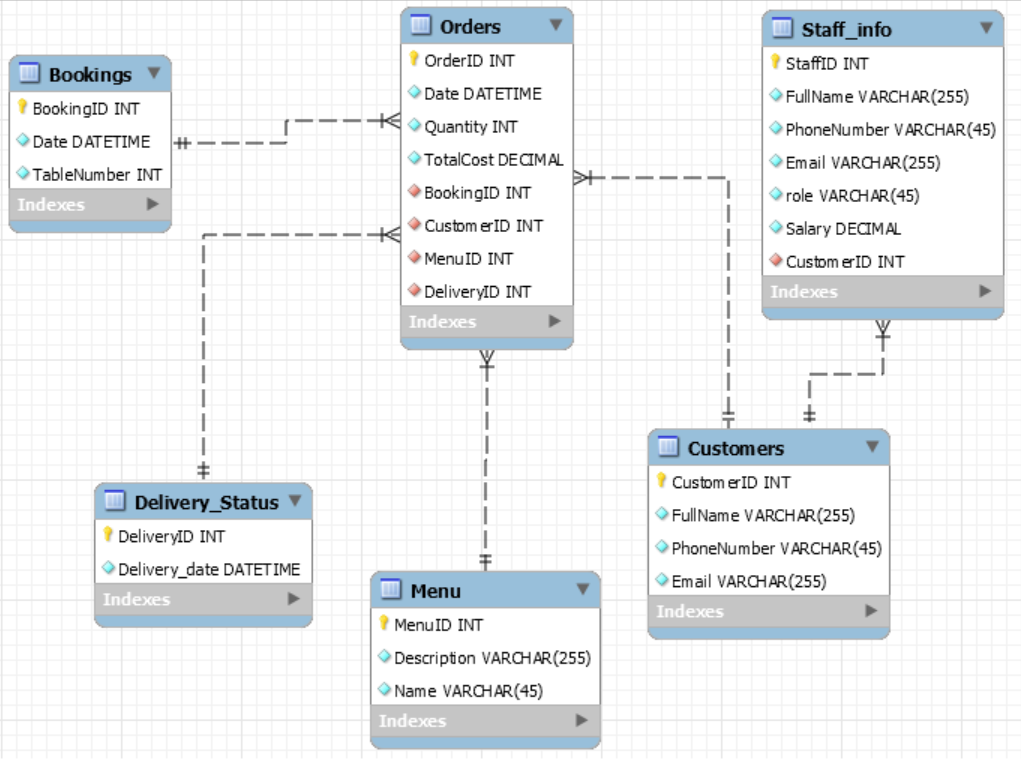 Bookings
BookingID INT
Date DATETIME
TableNumber INT
Indexes
Orders
OrderID INT
Date DATETIME
Quantity INT
TotalCost DECIMAL
BookingID INT
CustomerID INT
MenuID INT
DeliveryID INT
Indexes
Staff_info
StaffID INT
FullName VARCHAR(255)
PhoneNumber VARCHAR(45)
Email VARCHAR(255)
role VARCHAR(45)
Salary DECIMAL
CustomerID INT
Indexes
Delivery_Status
DeliveryID INT
Delivery_date DATETIME
Indexes
Menu
MenuID INT
Description VARCHAR(255)
Name VARCHAR(45)
Indexes
Customers
CustomerID INT
FullName VARCHAR(255)
PhoneNumber VARCHAR(45)
Email VARCHAR(255)
Indexes